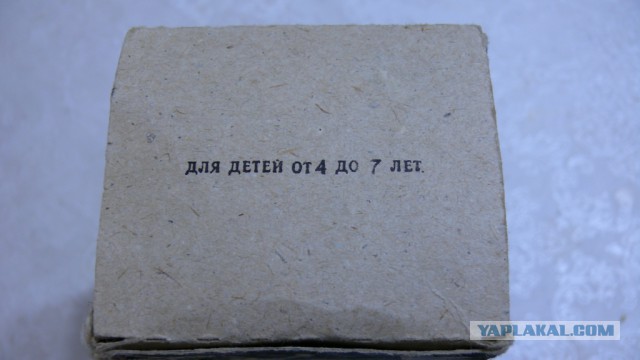 ДЛЯ ДЕТЕЙ ОТ 4 ДО 7 ЛЕТ.
YAPLAKAL.COM